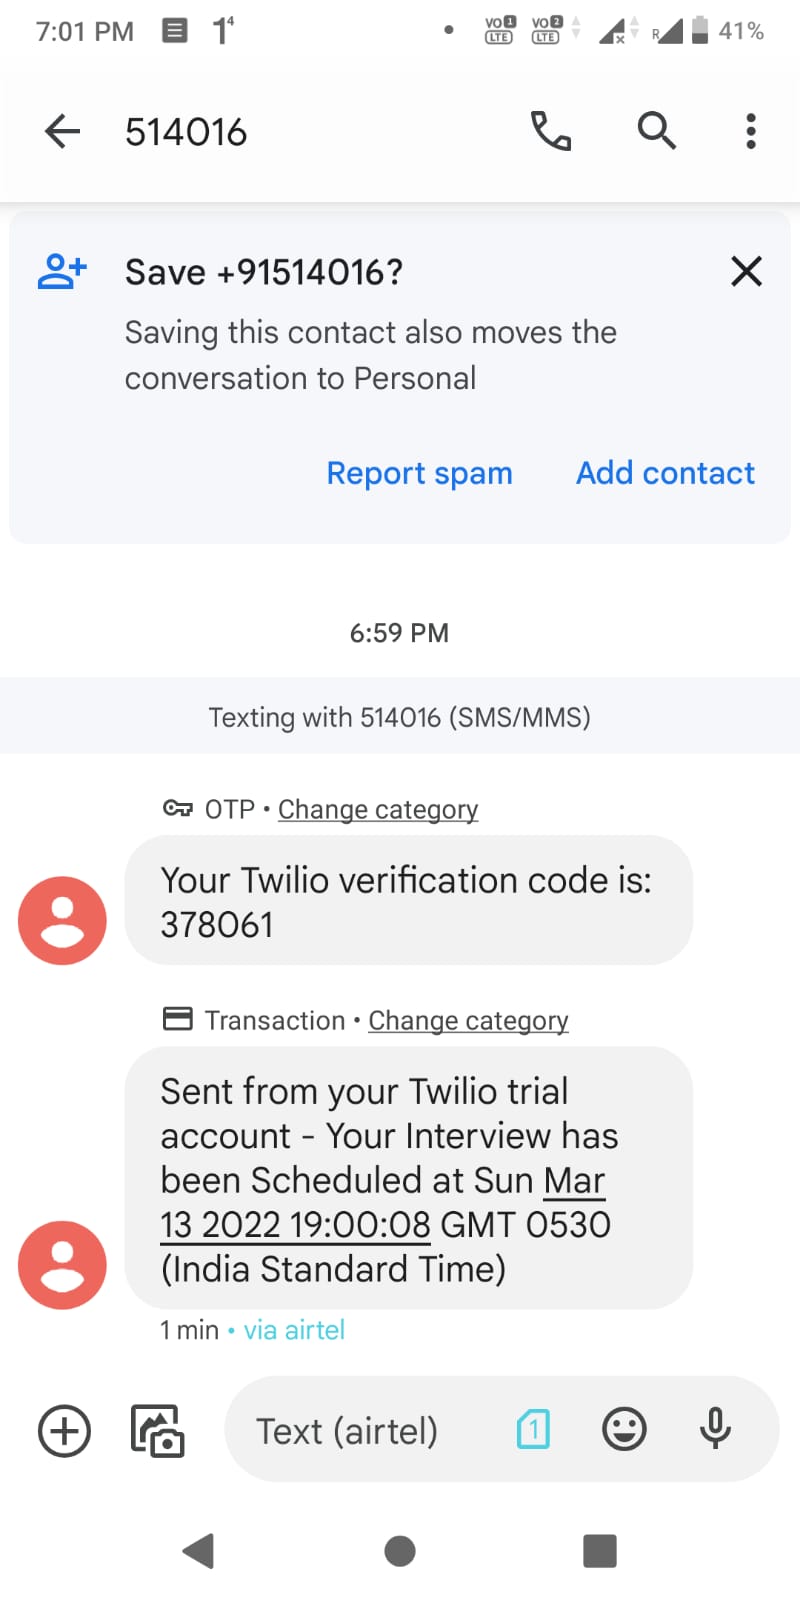 7:01 PM 1⁴ VO 1 LTE VO 2 LTE R 41%
514016
Save +91514016?
Saving this contact also moves the
conversation to Personal
Report spam Add contact
6:59 PM
Texting with 514016 (SMS/MMS)
OTP • Change category
Your Twilio verification code is:
378061
Transaction • Change category
Sent from your Twilio trial
account - Your Interview has
been Scheduled at Sun Mar
13 2022 19:00:08 GMT 0530
(India Standard Time)
1 min • via airtel
Text (airtel) 1